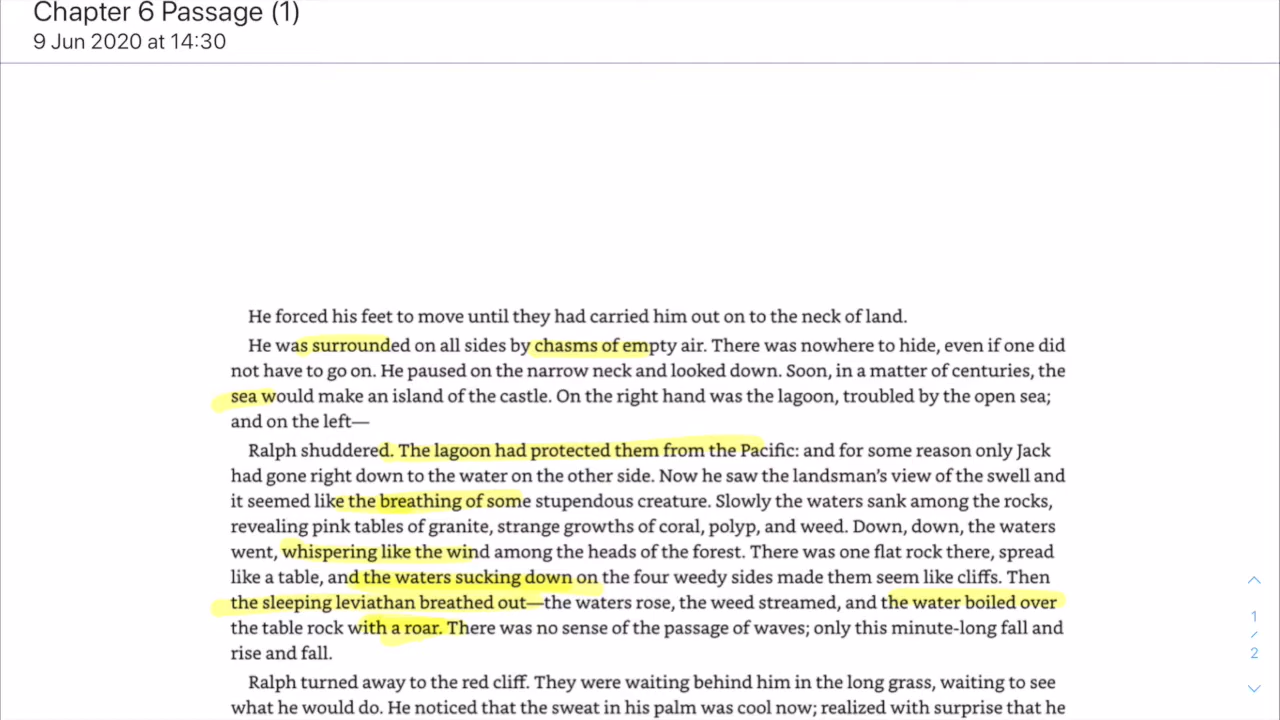 Chapter 6 Passage (1)
9 Jun 2020 at 14:30
He forced his feet to move until they had carried him out on to the neck of land.
He was surrounded on all sides by chasms of empty air. There was nowhere to hide, even if one did
not have to go on. He paused on the narrow neck and looked down. Soon, in a matter of centuries, the
sea would make an island of the castle. On the right hand was the lagoon, troubled by the open sea;
and on the left—
Ralph shuddered. The lagoon had protected them from the Pacific: and for some reason only Jack
had gone right down to the water on the other side. Now he saw the landsman's view of the swell and
it seemed like the breathing of some stupendous creature. Slowly the waters sank among the rocks,
revealing pink tables of granite, strange growths of coral, polyp, and weed. Down, down, the waters
went, whispering like the wind among the heads of the forest. There was one flat rock there, spread
like a table, and the waters sucking down on the four weedy sides made them seem like cliffs. Then
the sleeping leviathan breathed out—the waters rose, the weed streamed, and the water boiled over
the table rock with a roar. There was no sense of the passage of waves; only this minute-long fall and
rise and fall.
Ralph turned away to the red cliff. They were waiting behind him in the long grass, waiting to see
what he would do. He noticed that the sweat in his palm was cool now; realized with surprise that he
1
/
2